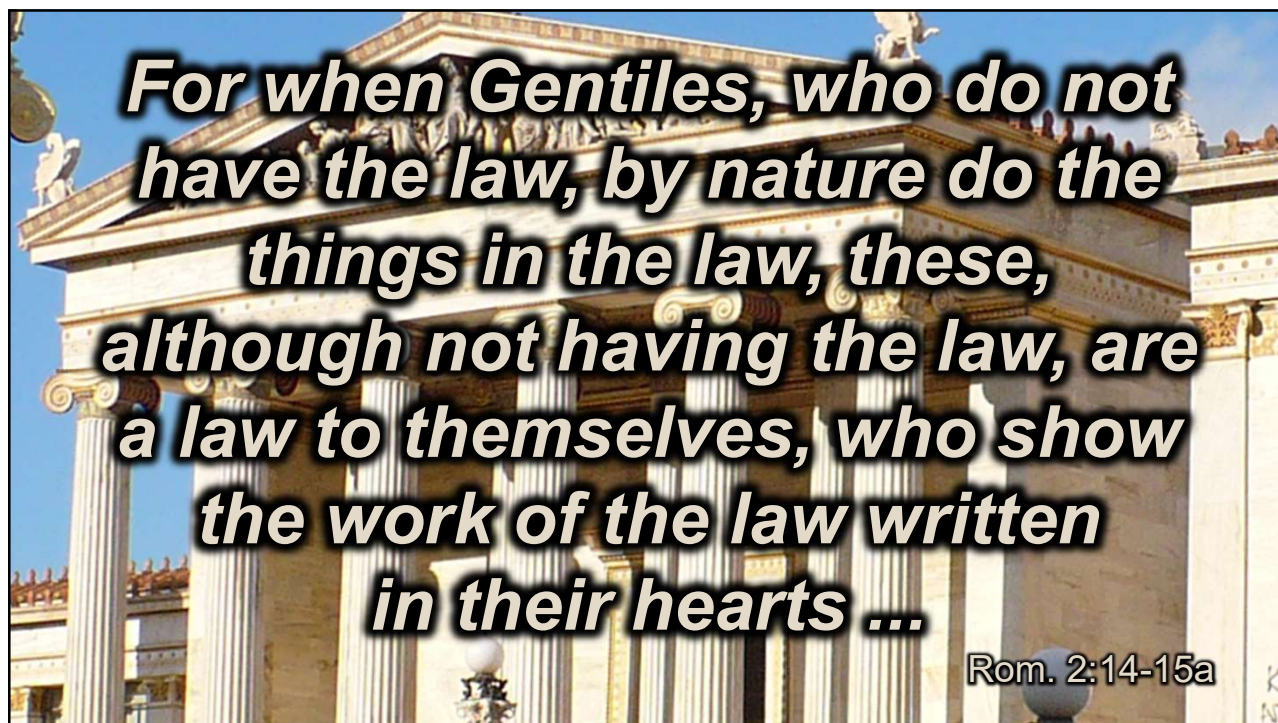 For when Gentiles, who do not
have the law, by nature do the
things in the law, these,
although not having the law, are
a law to themselves, who show
the work of the law written
in their hearts ...
Rom. 2:14-15a